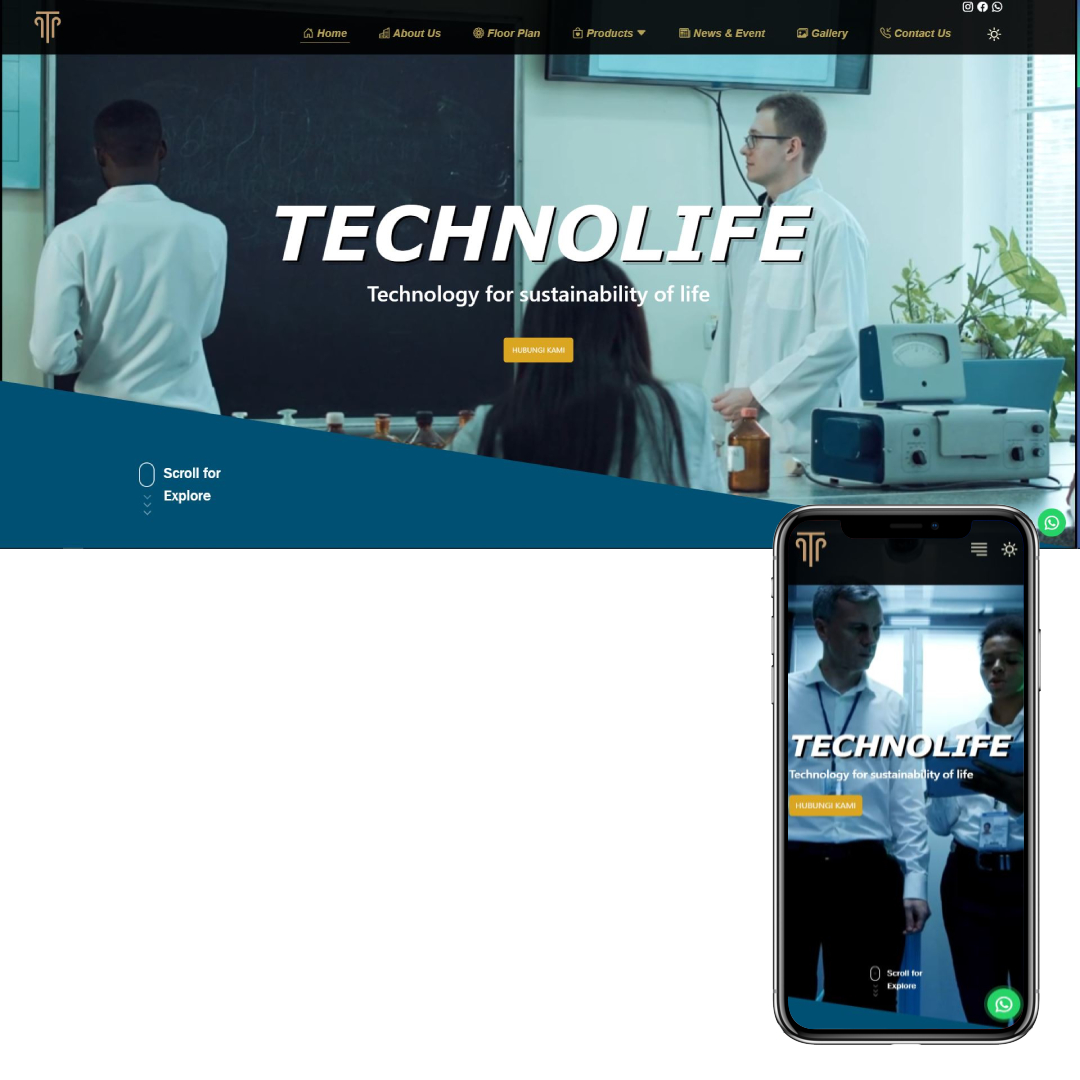 Home
About Us
Floor Plan
Products
News & Event
Gallery
Contact Us
TECHNOLIFE
Technology for sustainability of life
HUBUNGI KAMI
Scroll for
Explore
TECHNOLIFE
Technology for sustainability of life
HUBUNGI KAMI
Scroll for
Explore